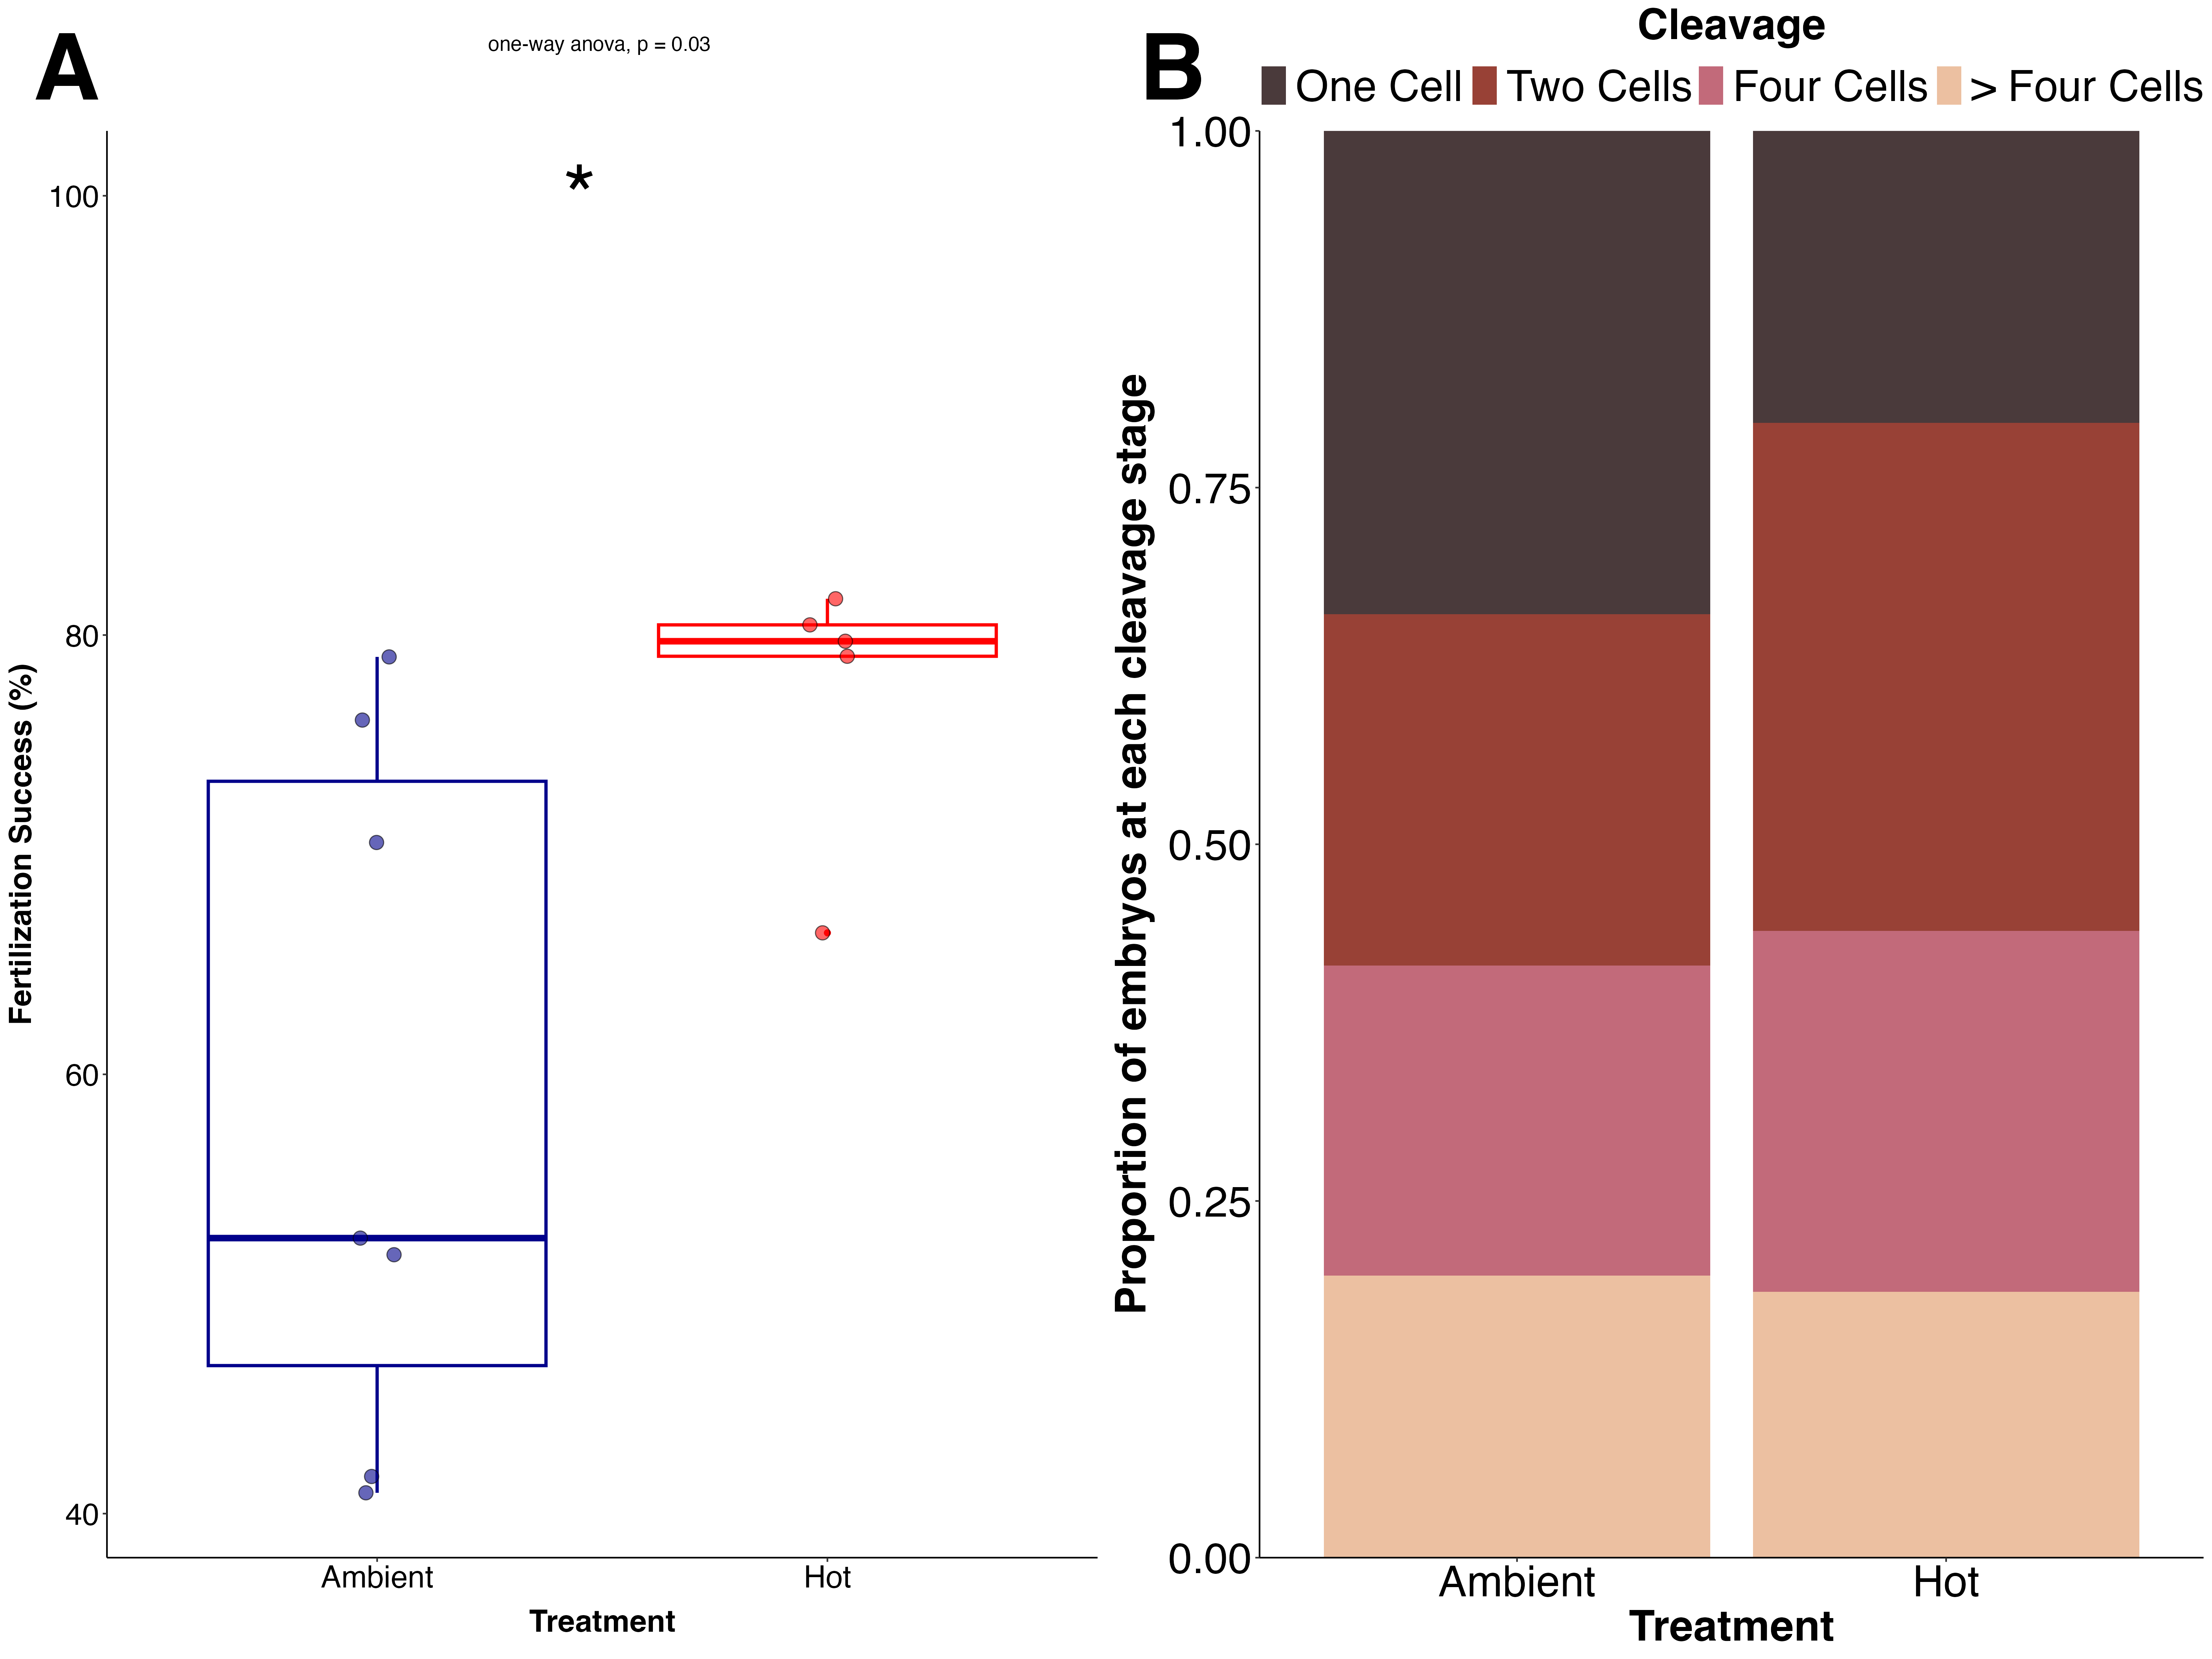 A
one-way anova, p = 0.03
*
100
80
60
40
Fertilization Success (%)
Ambient
Hot
Treatment
B
Cleavage
One Cell
Two Cells
Four Cells
> Four Cells
1.00
0.75
0.50
0.25
0.00
Proportion of embryos at each cleavage stage
Ambient
Hot
Treatment